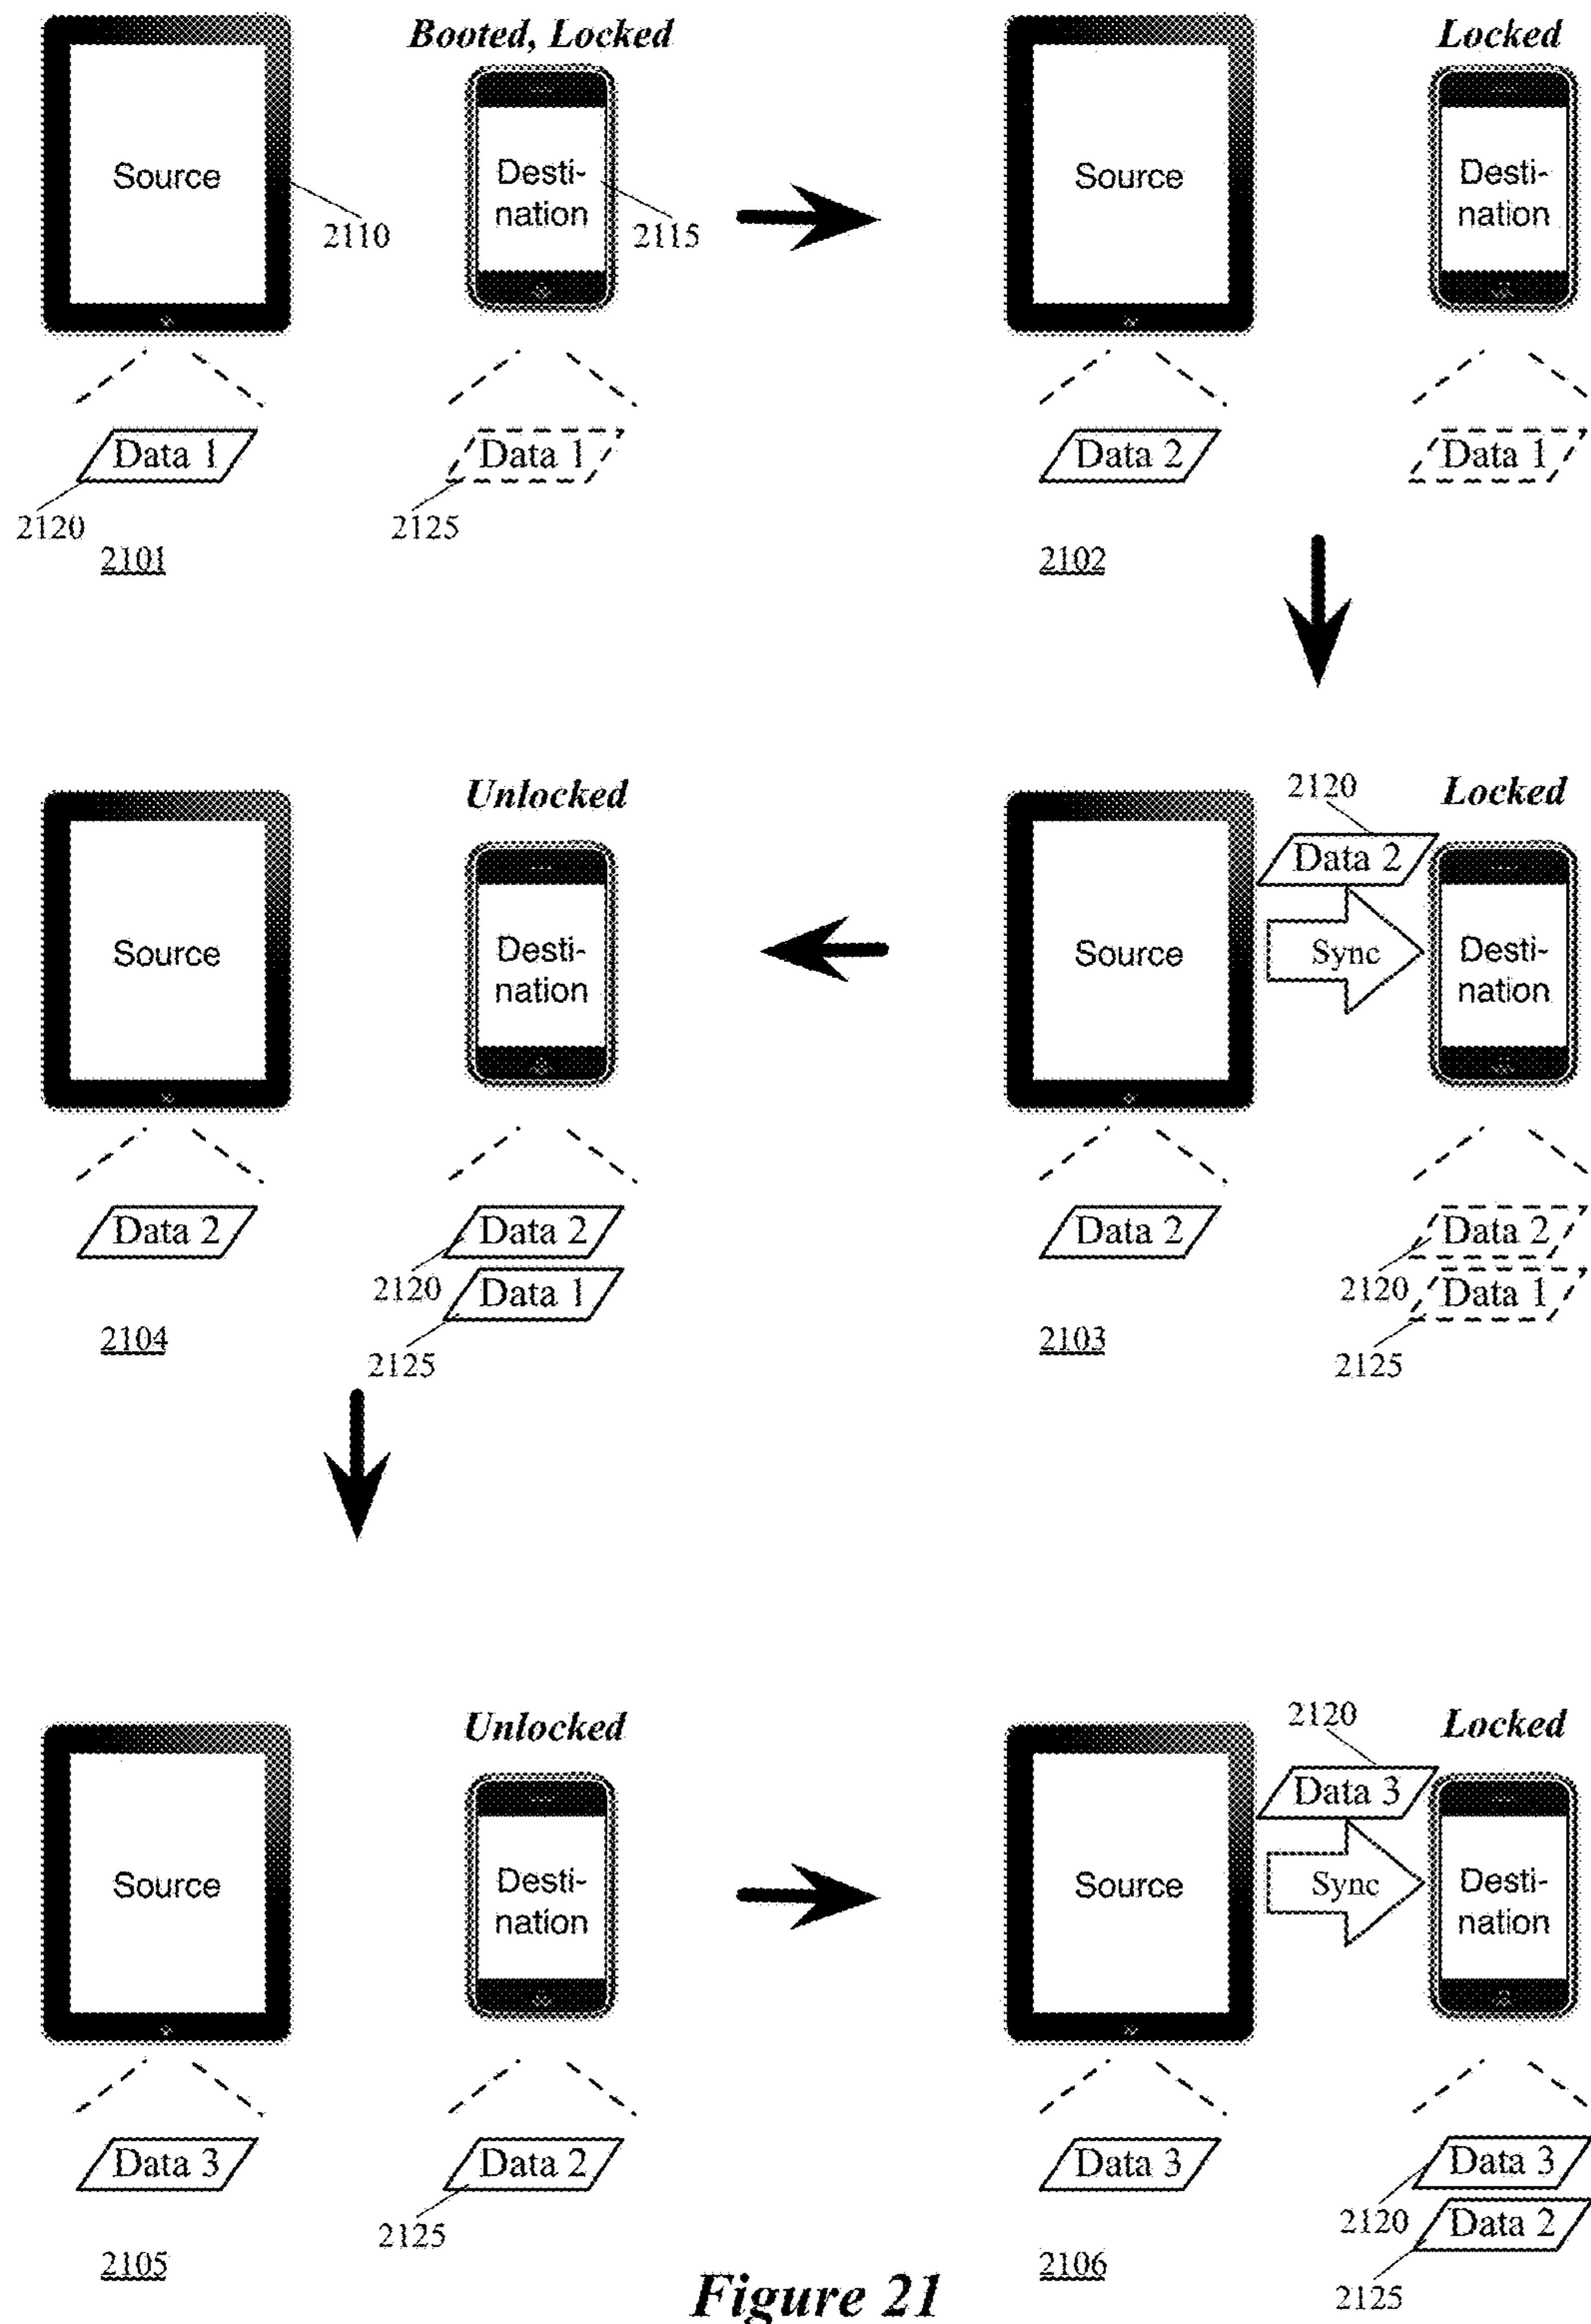 Booted, Locked
Source
Desti-
nation
2110
2115
Data 1
Data 1
2120
2125
2101
Locked
Source
Desti-
nation
Data 2
Data 1
2102
Unlocked
Source
Desti-
nation
Data 2
Data 2
2120
Data 1
2104
2125
2120
Locked
Data 2
Source
Sync
Desti-
nation
Data 2
Data 2
2120
Data 1
2103
2125
Unlocked
Source
Desti-
nation
Data 3
Data 2
2125
2105
2120
Locked
Data 3
Source
Sync
Desti-
nation
Data 3
Data 3
2120
Data 2
2106
2125
Figure 21